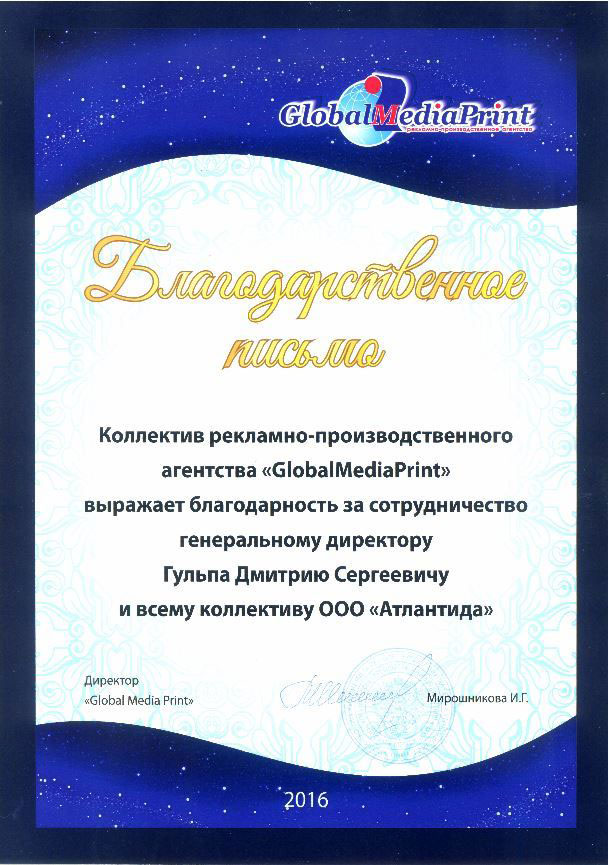 GlobalMediaPrint
рекламно-производственное агентство
Благодарственное
письмо
Коллектив рекламно-производственного
агентства «GlobalMediaPrint»
выражает благодарность за сотрудничество
генеральному директору
Гульпа Дмитрию Сергеевичу
и всему коллективу ООО «Атлантида»
Директор
«Global Media Print»
Мирошникова И.Г.
2016